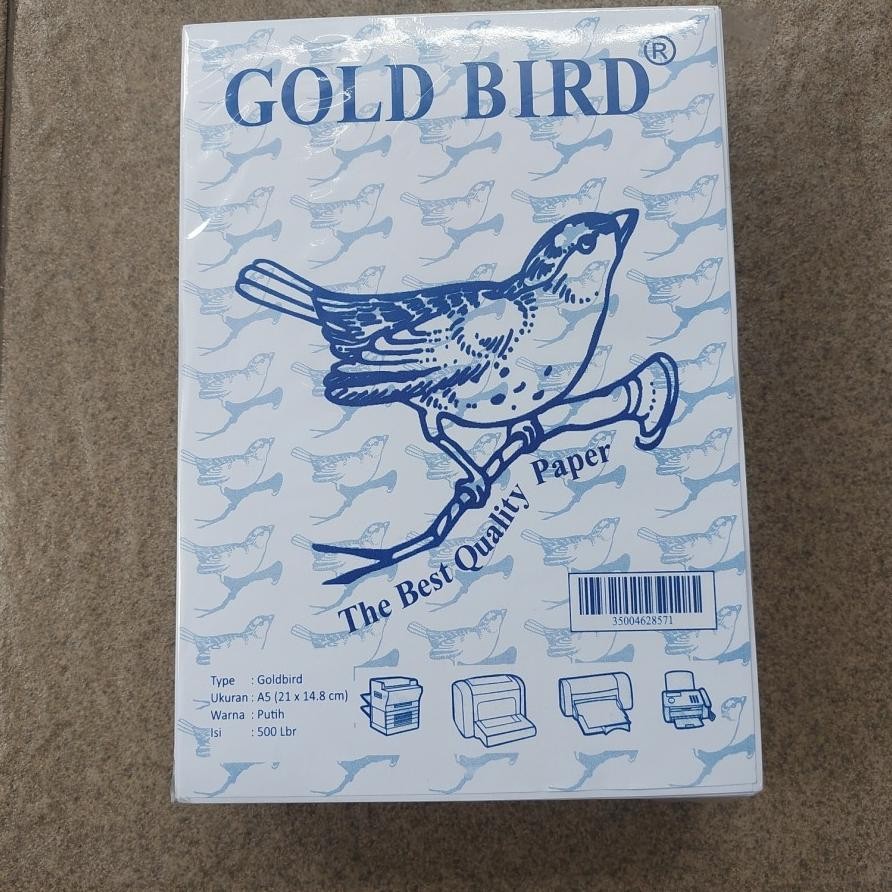 GOLD BIRD®
The Best Quality Paper
35004628571
Type : Goldbird
Ukuran : A5 (21 x 14.8 cm)
Warna : Putih
Isi : 500 Lbr